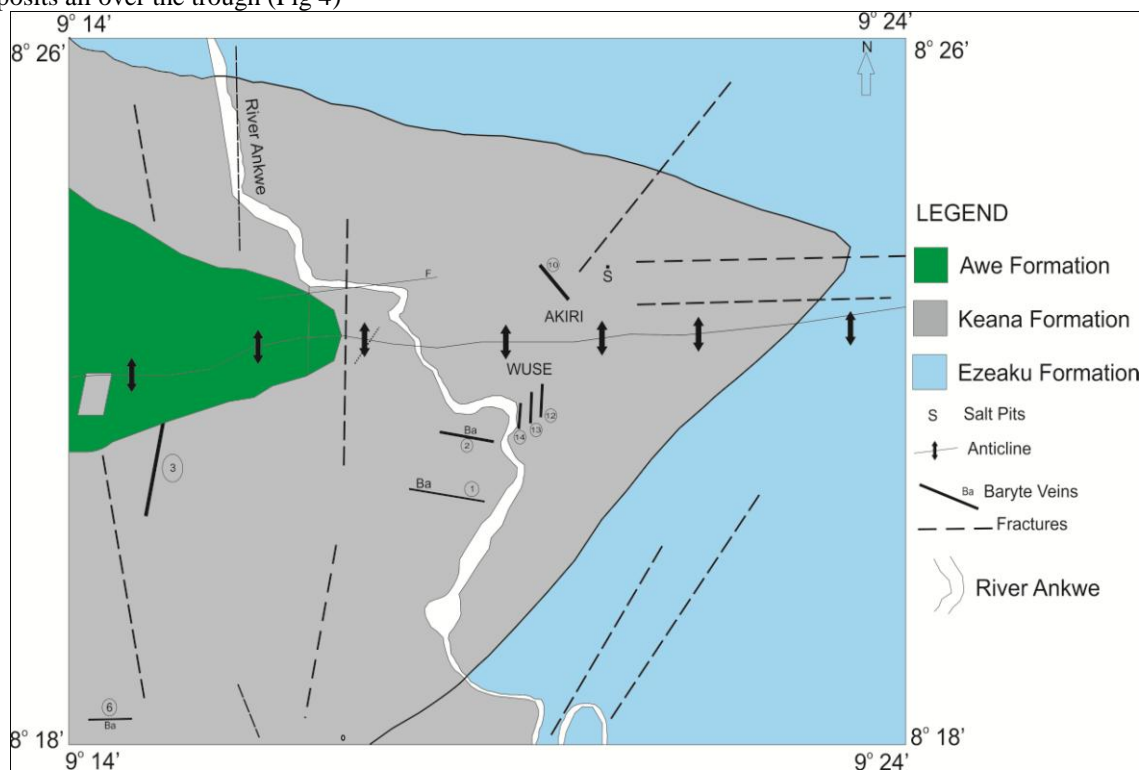 posits all over the trough (Fig 4)
9° 14’
9° 24’
8° 26’
8° 26’
N
River Ankwe
LEGEND
Awe Formation
Keana Formation
Ezeaku Formation
S Salt Pits
Anticline
Ba Baryte Veins
Fractures
River Ankwe
F
10
S
AKIRI
WUSE
12
13
14
Ba
2
3
Ba 1
6
Ba
8° 18’
8° 18’
9° 14’
9° 24’